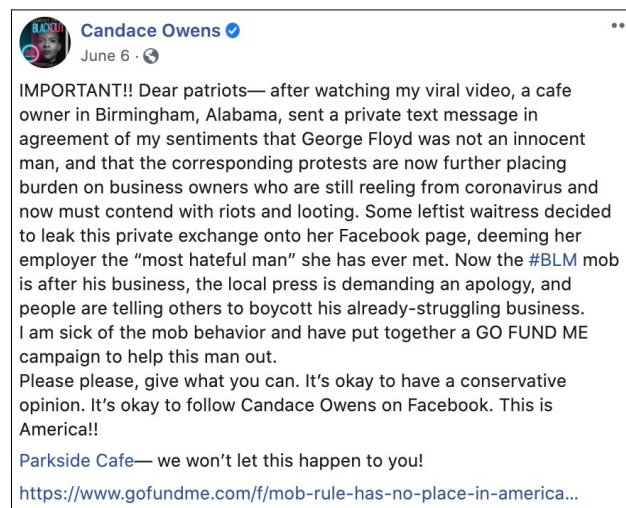 Candace Owens
June 6 ·
IMPORTANT!! Dear patriots— after watching my viral video, a cafe
owner in Birmingham, Alabama, sent a private text message in
agreement of my sentiments that George Floyd was not an innocent
man, and that the corresponding protests are now further placing
burden on business owners who are still reeling from coronavirus and
now must contend with riots and looting. Some leftist waitress decided
to leak this private exchange onto her Facebook page, deeming her
employer the “most hateful man” she has ever met. Now the #BLM mob
is after his business, the local press is demanding an apology, and
people are telling others to boycott his already-struggling business.
I am sick of the mob behavior and have put together a GO FUND ME
campaign to help this man out.
Please please, give what you can. It’s okay to have a conservative
opinion. It’s okay to follow Candace Owens on Facebook. This is
America!!
Parkside Cafe— we won’t let this happen to you!
https://www.gofundme.com/f/mob-rule-has-no-place-in-america...